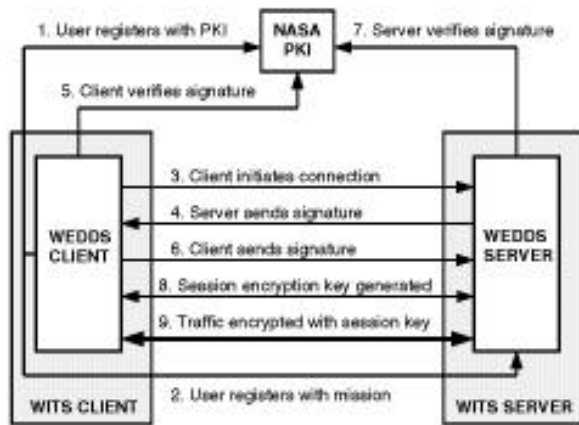 1. User registers with PKI
NASA
PKI
7. Server verifies signature
5. Client verifies signature
3. Client initiates connection
4. Server sends signature
WEDDS
CLIENT
WEDDS
SERVER
6. Client sends signature
8. Session encryption key generated
9. Traffic encrypted with session key
2. User registers with mission
WITS CLIENT
WITS SERVER